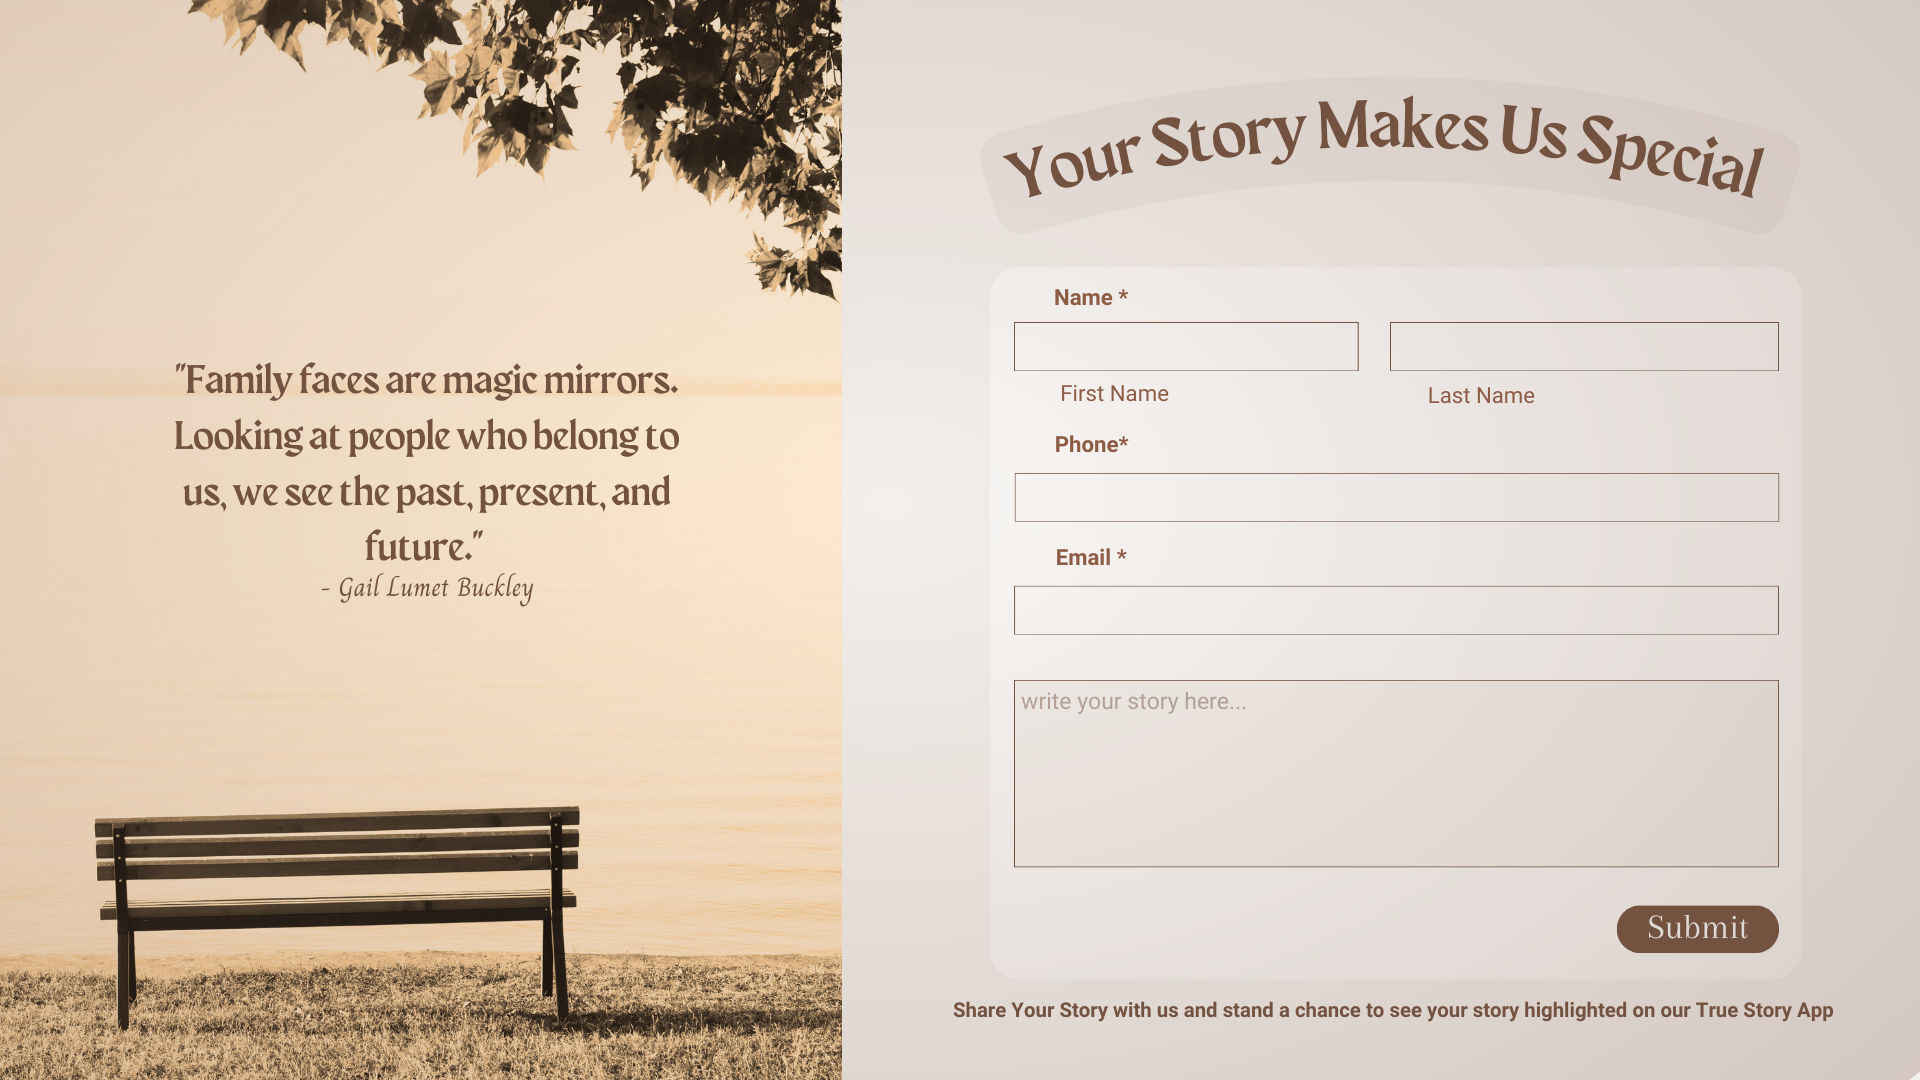 "Family faces are magic mirrors.
Looking at people who belong to
us, we see the past, present, and
future."
- Gail Lumet Buckley
Your Story Makes Us Special
Name *
First Name
Last Name
Phone*
Email *
write your story here...
Submit
Share Your Story with us and stand a chance to see your story highlighted on our True Story App